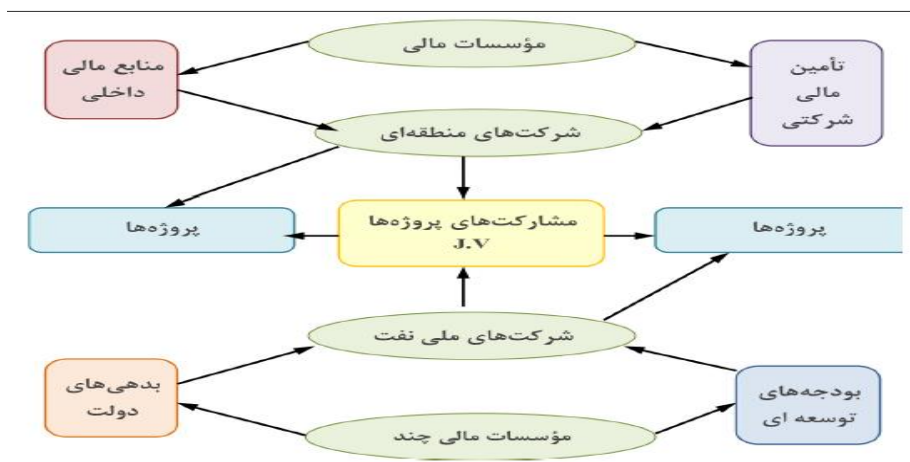 مؤسسات مالی
منابع مالی
داخلی
تأمین
مالی
شرکتی
شرکت‌های منطقه‌ای
پروژه‌ها
مشارکت‌های پروژه‌ها
J.V
پروژه‌ها
شرکت‌های ملی نفت
بدهی‌های
دولت
بودجه‌های
توسعه ای
مؤسسات مالی چند